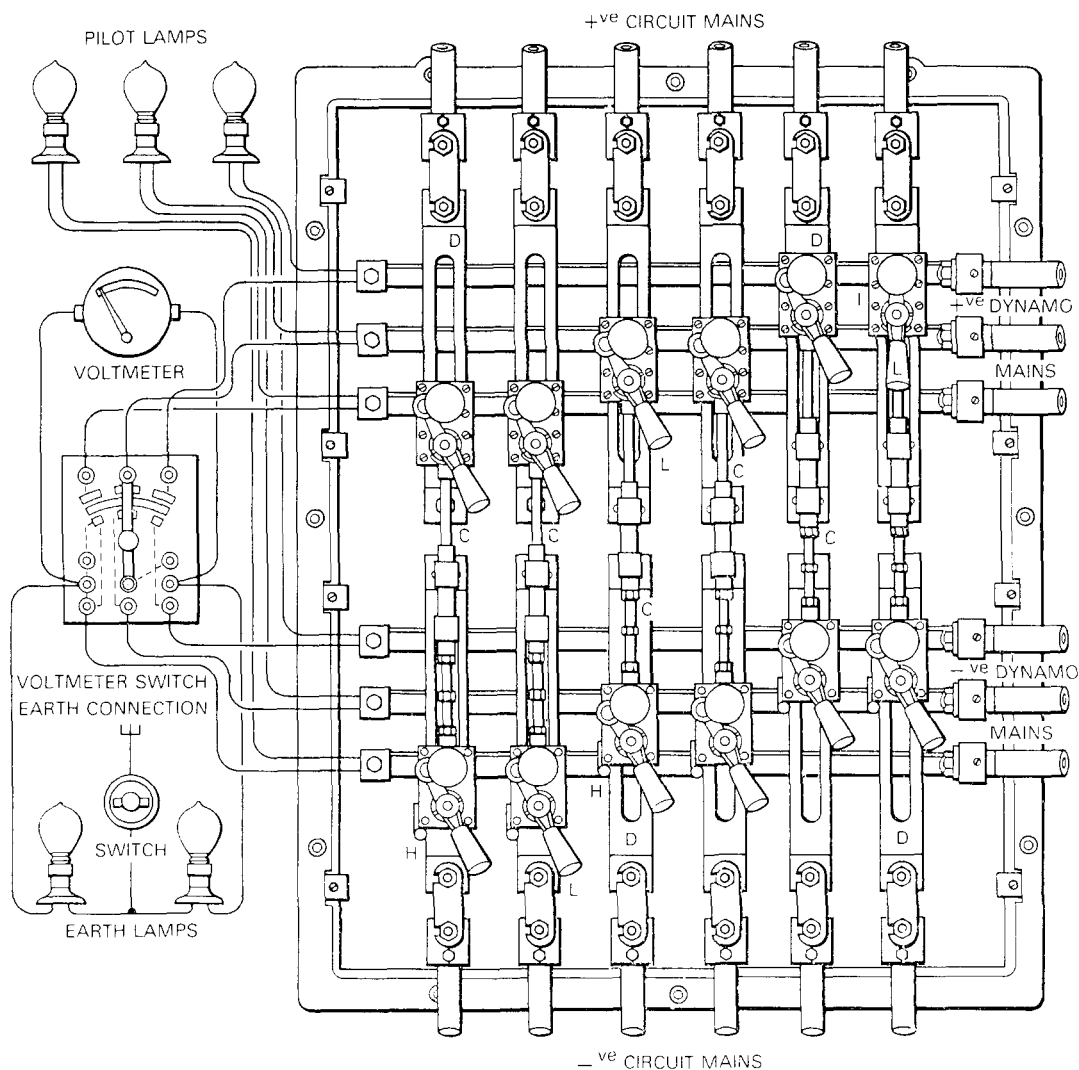 +ve CIRCUIT MAINS
PILOT LAMPS
D
D
I
+ve DYNAMO
VOLTMETER
MAINS
L
L
C
C
C
C
VOLTMETER SWITCH
EARTH CONNECTION
-ve DYNAMO
MAINS
H
SWITCH
D
D
H
L
EARTH LAMPS
-ve CIRCUIT MAINS